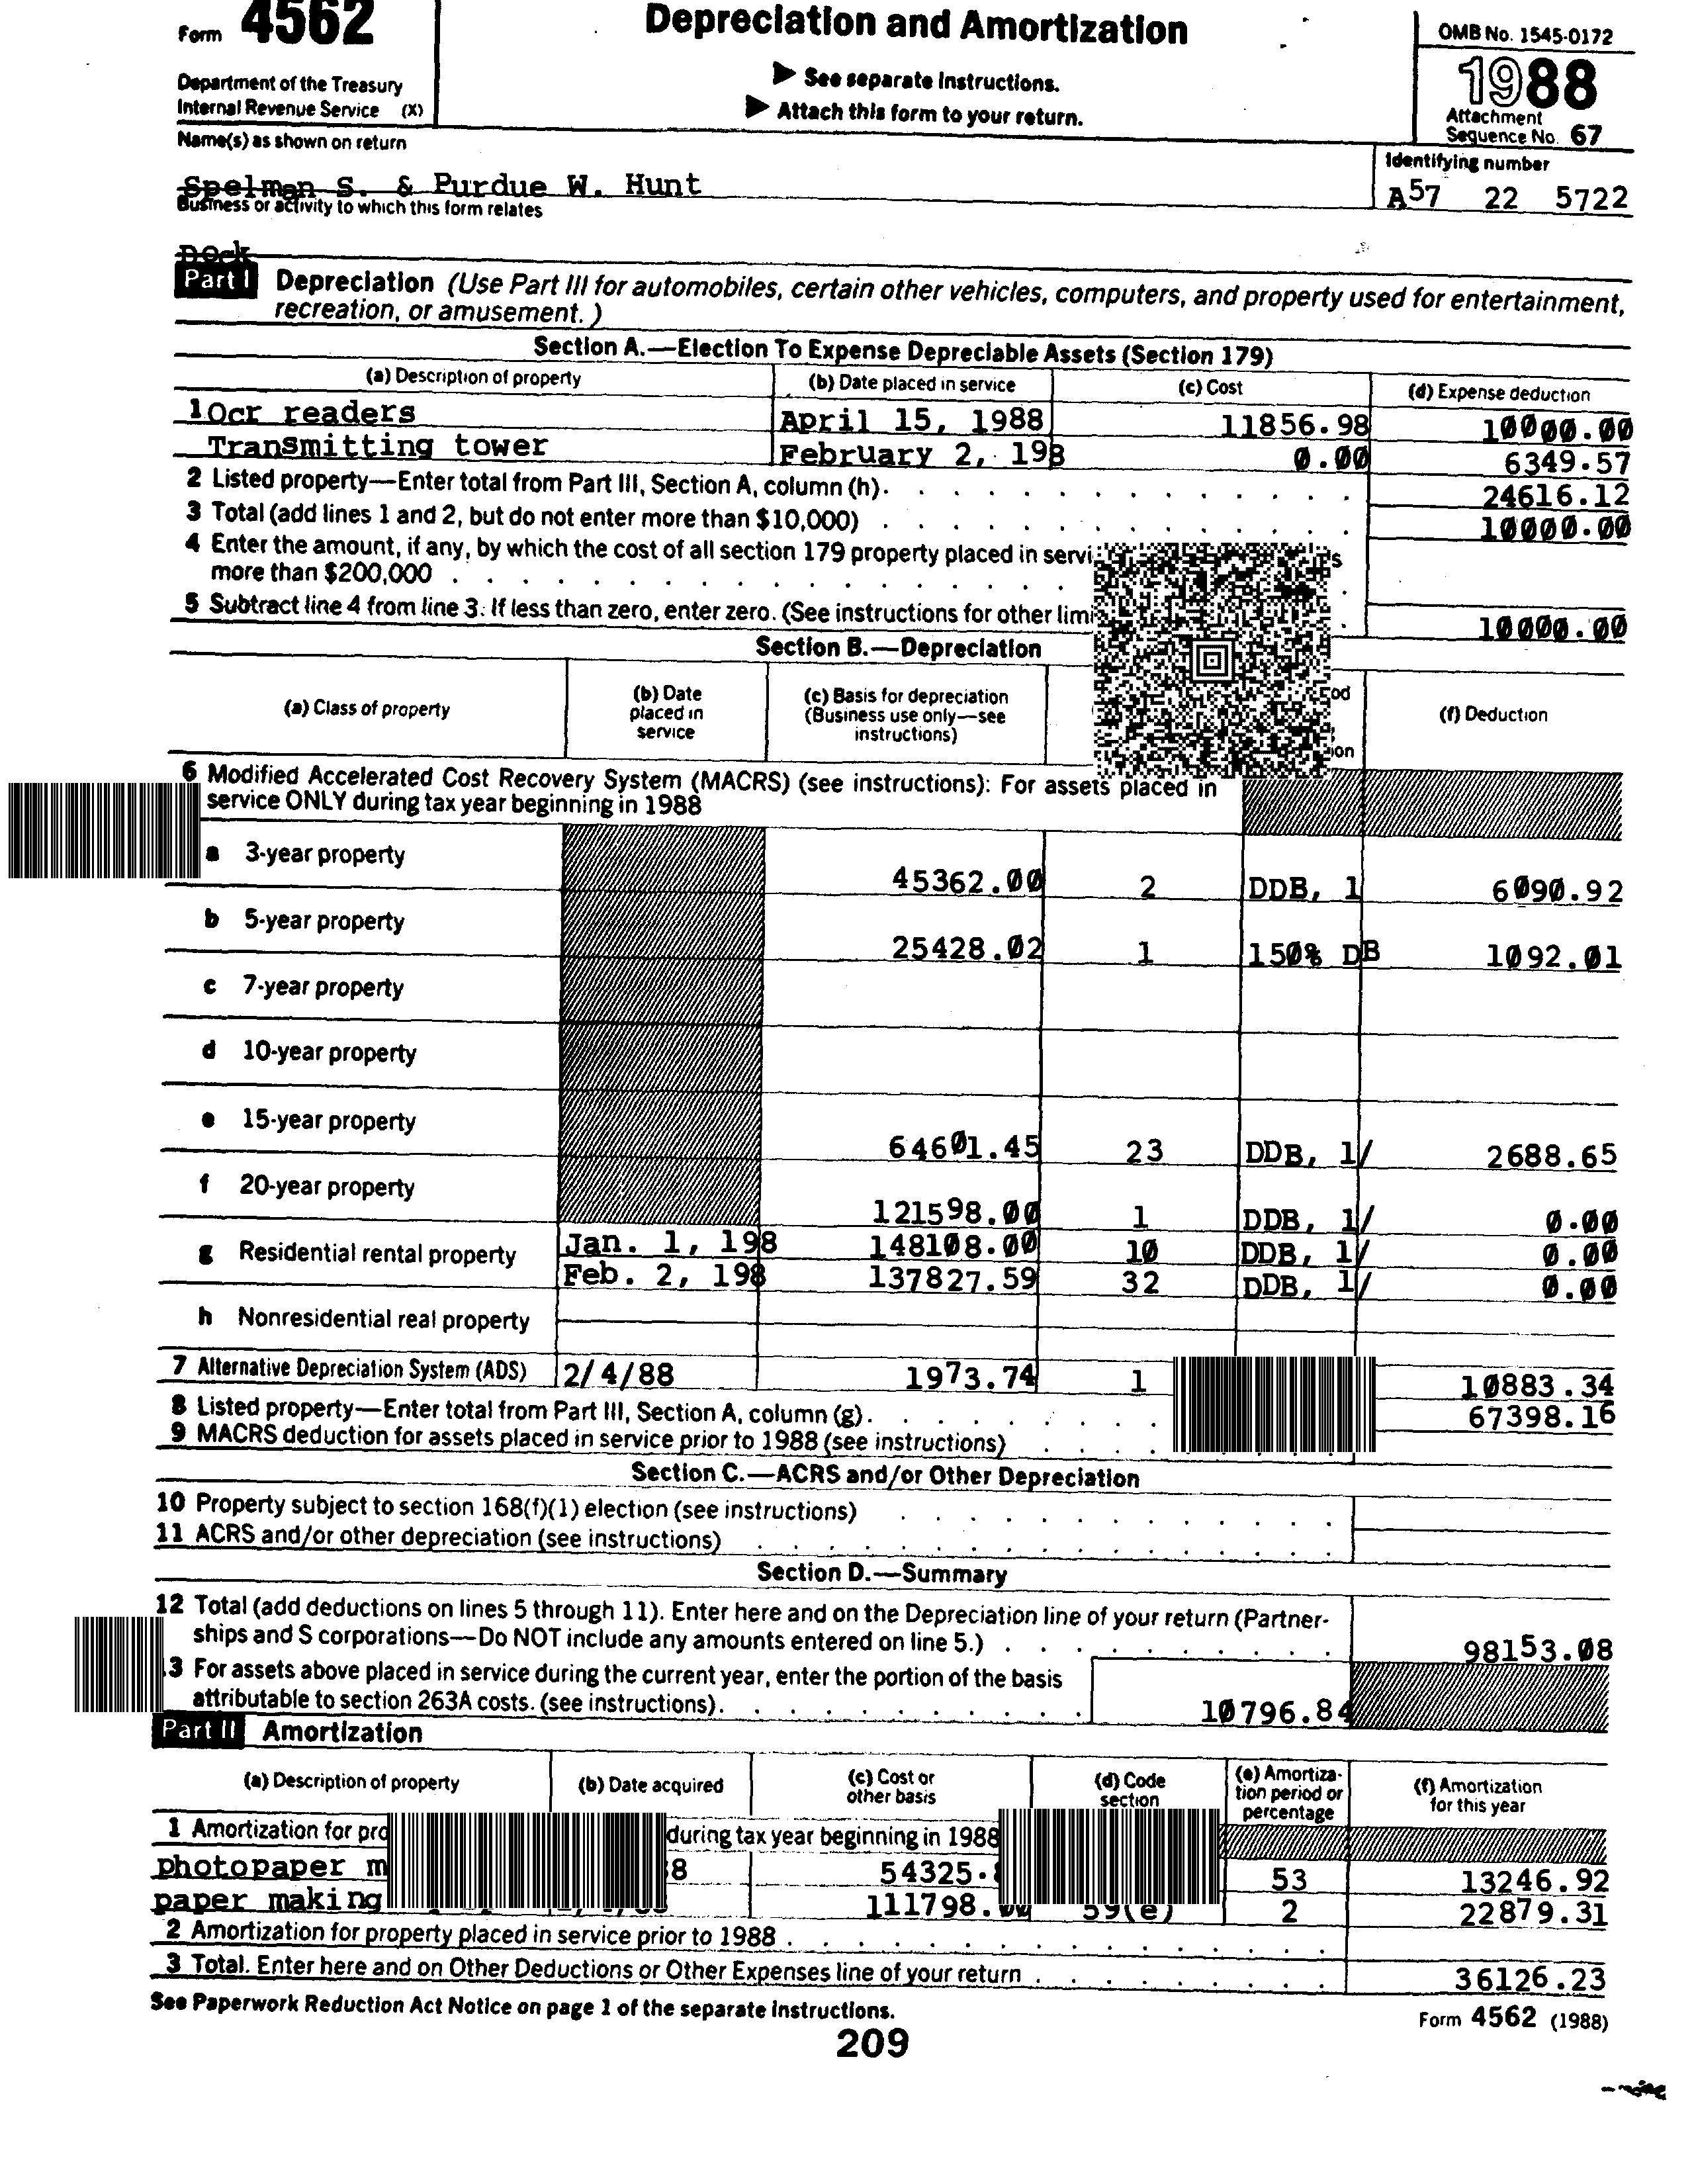 Form 4562
Depreciation and Amortization
OMB No. 1545-0172
Department of the Treasury
Internal Revenue Service (X)
▶ See separate Instructions.
▶ Attach this form to your return.
1988
Attachment
Sequence No. 67
Name(s) as shown on return
Identifying number
Spelman S. & Purdue W. Hunt
A57 22 5722
Business or activity to which this form relates
Dock
Part I Depreciation (Use Part III for automobiles, certain other vehicles, computers, and property used for entertainment,
recreation, or amusement.)
Section A.—Election To Expense Depreciable Assets (Section 179)
(a) Description of property (b) Date placed in service (c) Cost (d) Expense deduction
1 Ocr readers April 15, 1988 11856.98 10000.00
Transmitting tower February 2, 198 0.00 6349.57
2 Listed property—Enter total from Part III, Section A, column (h). 24616.12
3 Total (add lines 1 and 2, but do not enter more than $10,000) 10000.00
4 Enter the amount, if any, by which the cost of all section 179 property placed in
more than $200,000
5 Subtract line 4 from line 3. If less than zero, enter zero. (See instructions for other 10000.00
Section B.—Depreciation
(a) Class of property
(b) Date
placed in
service
(c) Basis for depreciation
(Business use only—see
instructions)
(f) Deduction
6 Modified Accelerated Cost Recovery System (MACRS) (see instructions): For assets placed in
service ONLY during tax year beginning in 1988
a 3-year property 45362.00 2 DDB, 1 6090.92
b 5-year property 25428.02 1 150% DB 1092.01
c 7-year property
d 10-year property
e 15-year property 64601.45 23 DDB, 1/ 2688.65
f 20-year property 121598.00 1 DDB, 1/ 0.00
g Residential rental property Jan. 1, 198 148108.00 10 DDB, 1/ 0.00
Feb. 2, 198 137827.59 32 DDB, 1/ 0.00
h Nonresidential real property
7 Alternative Depreciation System (ADS) 2/4/88 1973.74 1 10883.34
8 Listed property—Enter total from Part III, Section A, column (g). 67398.16
9 MACRS deduction for assets placed in service prior to 1988 (see instructions)
Section C.—ACRS and/or Other Depreciation
10 Property subject to section 168(f)(1) election (see instructions)
11 ACRS and/or other depreciation (see instructions)
Section D.—Summary
12 Total (add deductions on lines 5 through 11). Enter here and on the Depreciation line of your return (Partner-
ships and S corporations—Do NOT include any amounts entered on line 5.) 98153.08
3 For assets above placed in service during the current year, enter the portion of the basis
attributable to section 263A costs. (see instructions). 10796.84
Part II Amortization
(a) Description of property (b) Date acquired
(c) Cost or
other basis
(d) Code
section
(e) Amortiza-
tion period or
percentage
(f) Amortization
for this year
1 Amortization for during tax year beginning in 1988
photopaper 54325. 53 13246.92
paper making 111798.00 59(e) 2 22879.31
2 Amortization for property placed in service prior to 1988
3 Total. Enter here and on Other Deductions or Other Expenses line of your return 36126.23
See Paperwork Reduction Act Notice on page 1 of the separate instructions.
Form 4562 (1988)
209